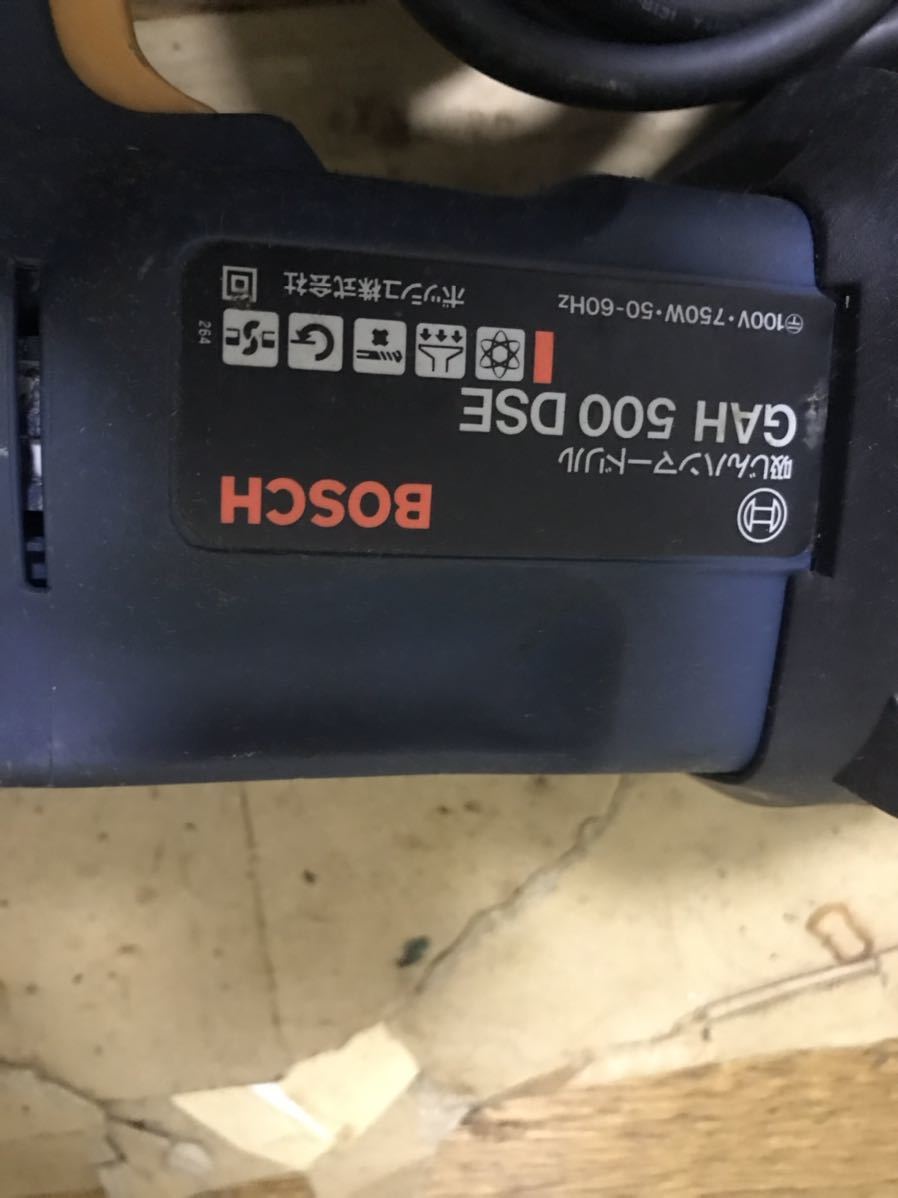 BOSCH
吸じんハンマードリル
GAH 500 DSE
100V・750W・50-60Hz
ボッシュ株式会社
264